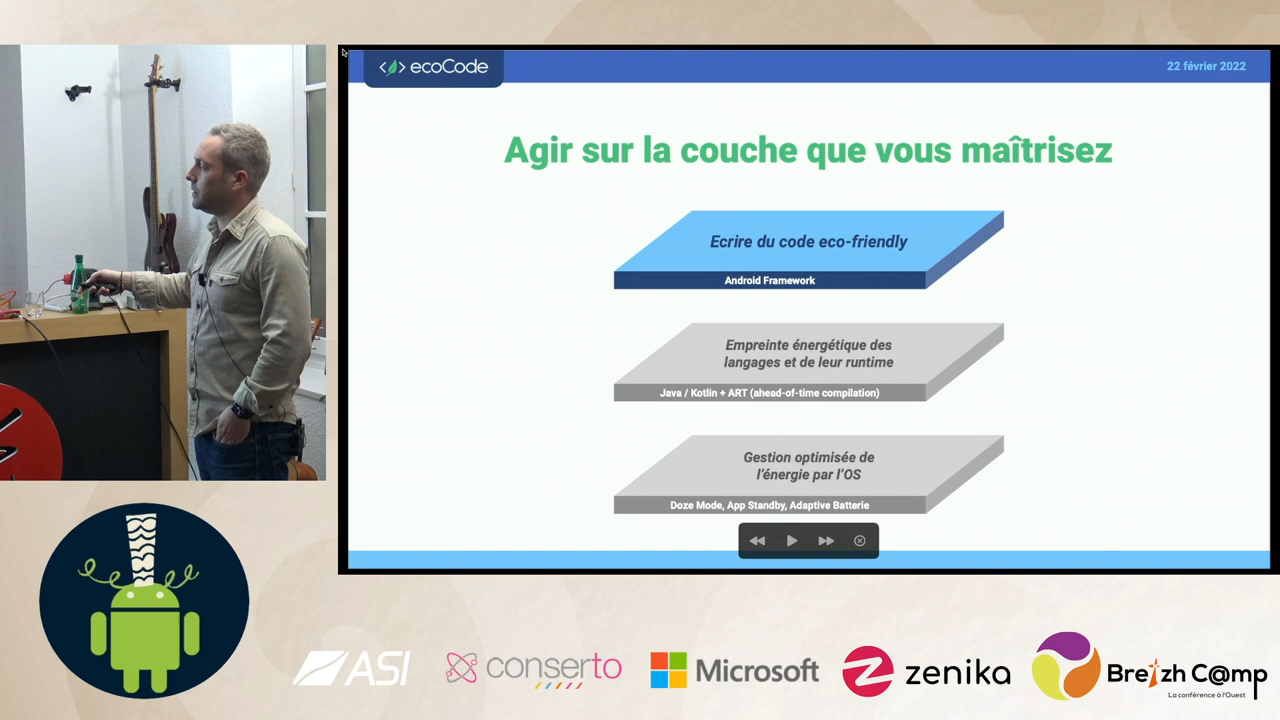 ecoCode
22 février 2022
Agir sur la couche que vous maîtrisez
Ecrire du code eco-friendly
Android Framework
Empreinte énergétique des
langages et de leur runtime
Java / Kotlin + ART (ahead-of-time compilation)
Gestion optimisée de
l'énergie par l'OS
Doze Mode, App Standby, Adaptive Batterie
ASI
conserto
Microsoft
zenika
Breizh C@mp
La conférence à l'Ouest